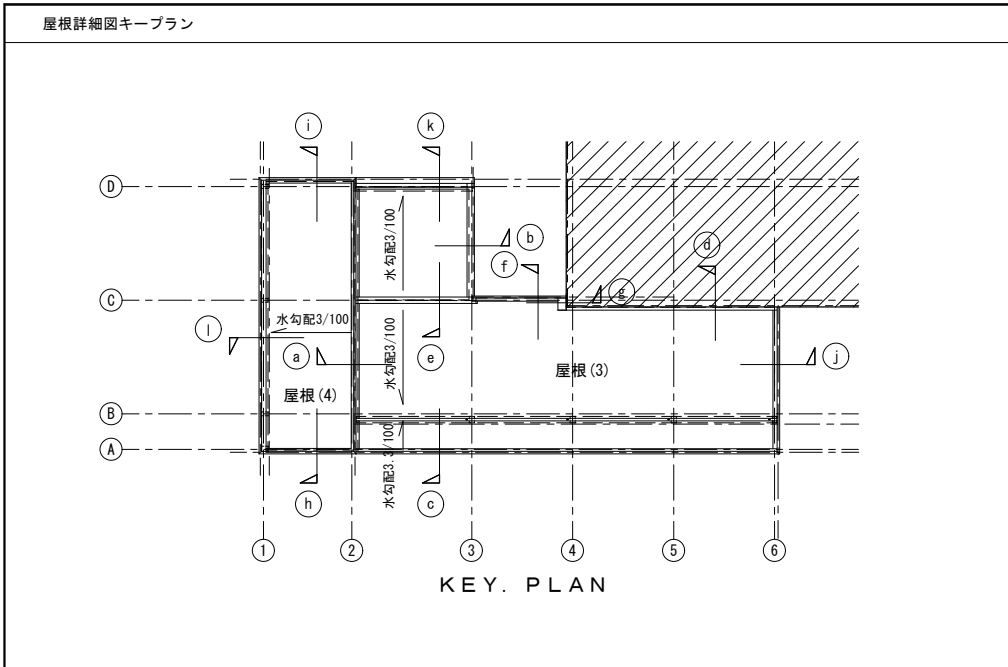 屋根詳細図キープラン
i
k
D
水勾配3/100
b
d
f
g
C
水勾配3/100
l
a
水勾配3/100
e
屋根(3)
j
屋根(4)
B
A
水勾配3.3/100
h
c
1
2
3
4
5
6
KEY. PLAN